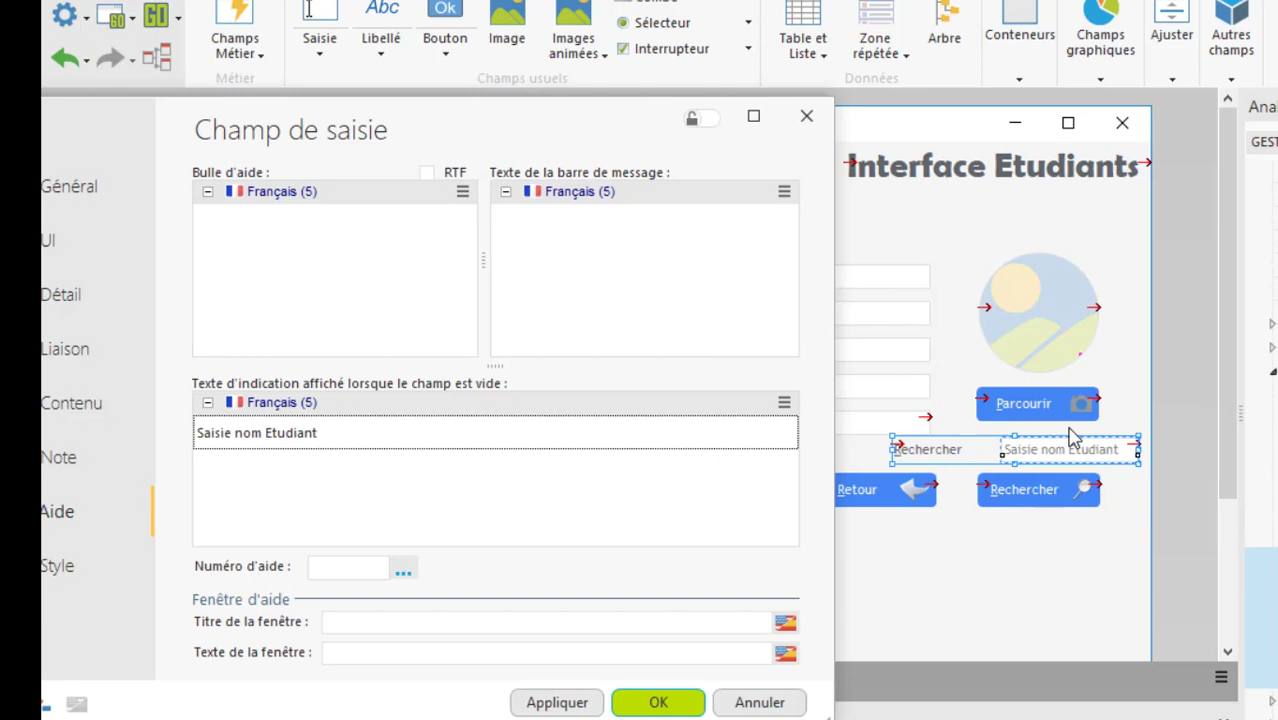 GO
GO
Champs
Métier
Métier
Saisie
Abc
Libellé
Ok
Bouton
Image
Images
animées
Sélecteur
Interrupteur
Champs usuels
Table et
Liste
Zone
répétée
Arbre
Données
Conteneurs
Champs
graphiques
Ajuster
Autres
champs
Général
UI
Détail
Liaison
Contenu
Note
Aide
Style
Champ de saisie
Bulle d'aide :
RTF
Texte de la barre de message :
Français (5)
Français (5)
Texte d'indication affiché lorsque le champ est vide :
Français (5)
Saisie nom Etudiant
Numéro d'aide :
...
Fenêtre d'aide
Titre de la fenêtre :
Texte de la fenêtre :
Appliquer
OK
Annuler
Interface Etudiants
Parcourir
Rechercher
Saisie nom Etudiant
Retour
Rechercher
Ana
GEST